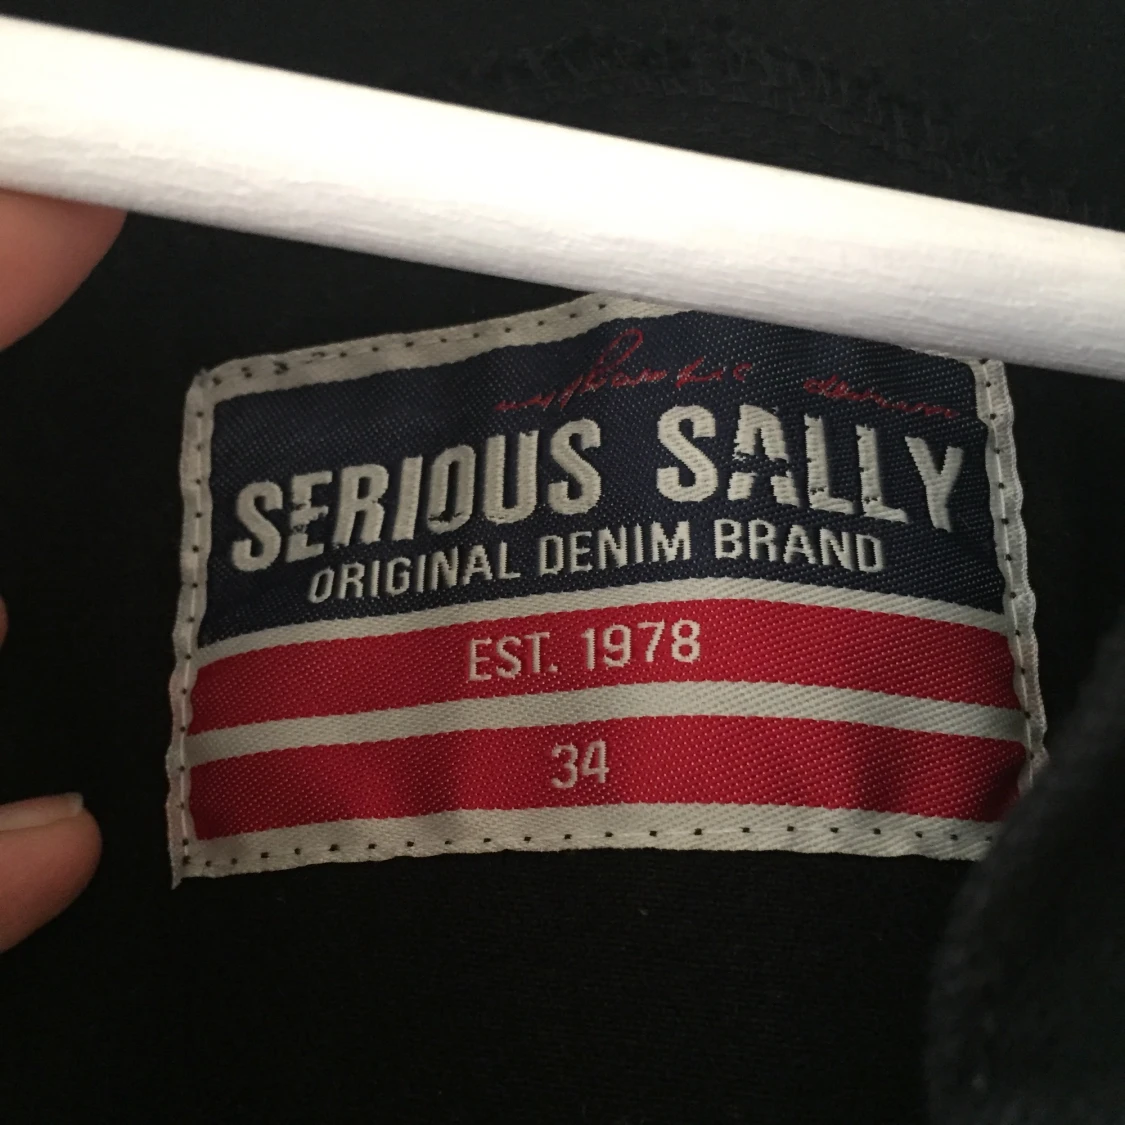 SERIOUS SALLY
ORIGINAL DENIM BRAND
EST. 1978
34